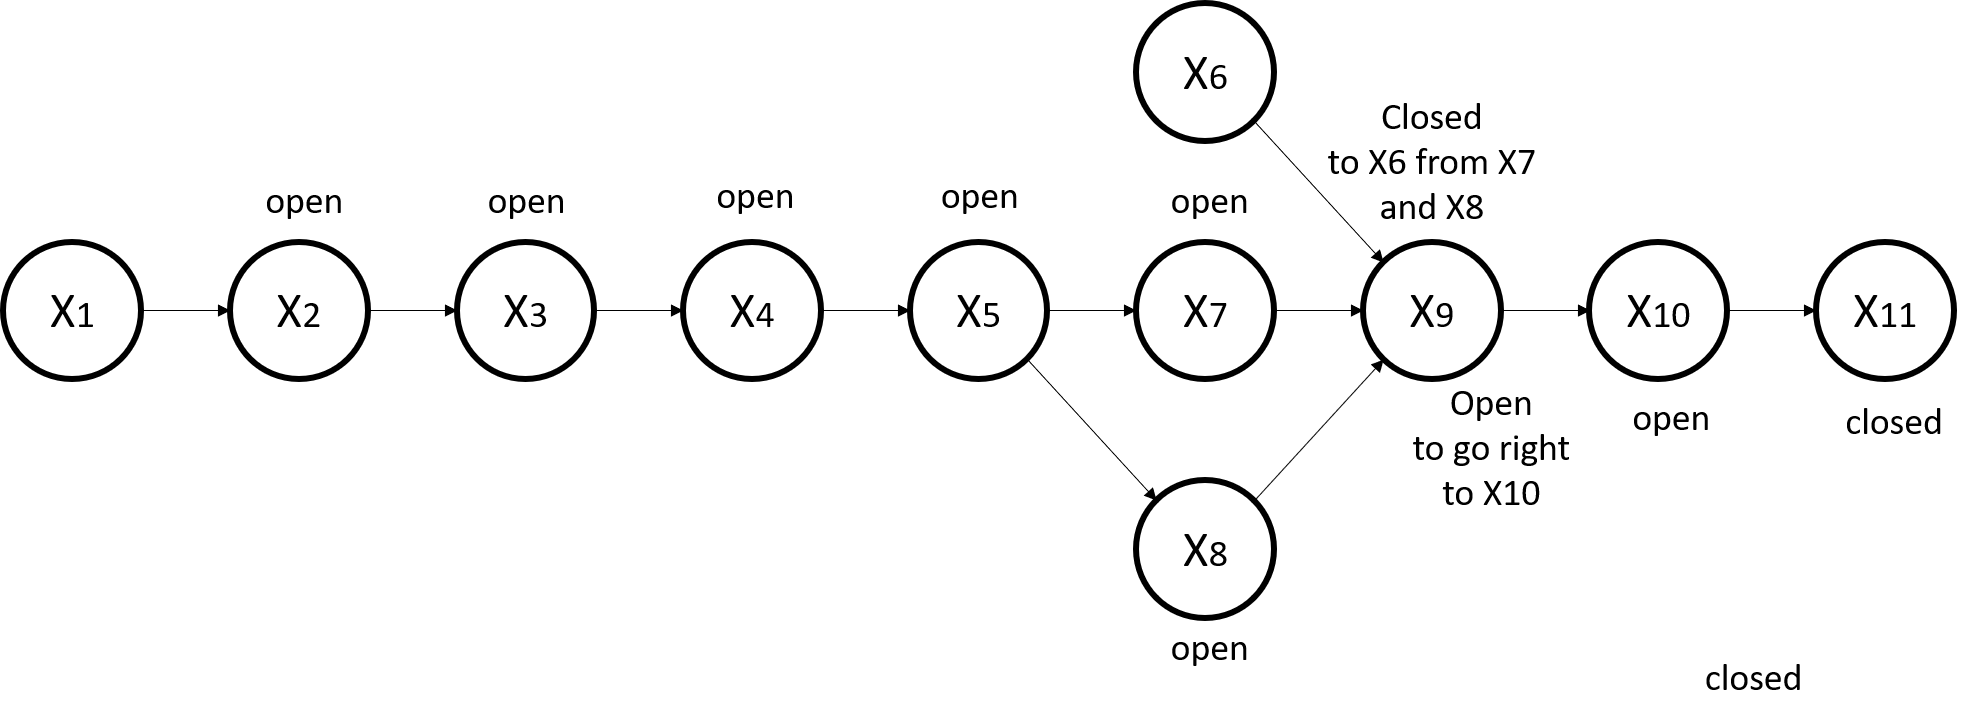 X6
Closed
to X6 from X7
and X8
open
open
open
open
open
X1
X2
X3
X4
X5
X7
X9
X10
X11
Open
to go right
to X10
open
closed
X8
open
closed